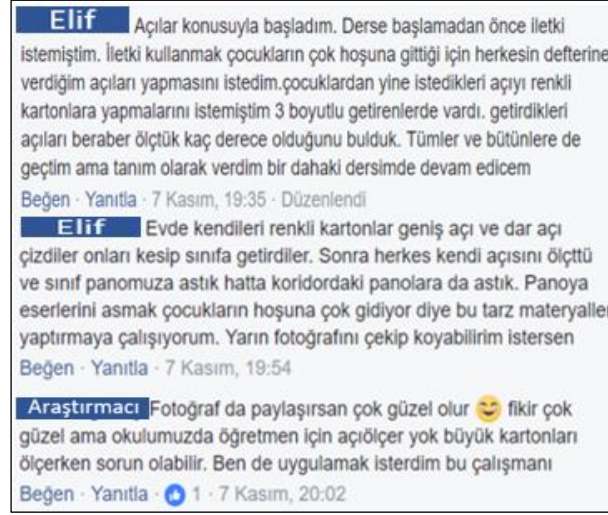 Elif Açılar konusuyla başladım. Derse başlamadan önce iletki
istemiştim. İletki kullanmak çocukların çok hoşuna gittiği için herkesin defterine
verdiğim açıları yapmasını istedim.çocuklardan yine istedikleri açıyı renkli
kartonlara yapmalarını istemiştim 3 boyutlu getirenlerde vardı. getirdikleri
açıları beraber ölçtük kaç derece olduğunu bulduk. Tümler ve bütünlere de
geçtim ama tanım olarak verdim bir dahaki dersimde devam edicem
Beğen · Yanıtla · 7 Kasım, 19:35 · Düzenlendi
Elif Evde kendileri renkli kartonlar geniş açı ve dar açı
çizdiler onları kesip sınıfa getirdiler. Sonra herkes kendi açısını ölçttü
ve sınıf panomuza astık hatta koridordaki panolara da astık. Panoya
eserlerini asmak çocukların hoşuna çok gidiyor diye bu tarz materyaller
yaptırmaya çalışıyorum. Yarın fotoğrafını çekip koyabilirim istersen
Beğen · Yanıtla · 7 Kasım, 19:54
Araştırmacı Fotoğraf da paylaşırsan çok güzel olur 😄 fikir çok
güzel ama okulumuzda öğretmen için açıölçer yok büyük kartonları
ölçerken sorun olabilir. Ben de uygulamak isterdim bu çalışmanı
Beğen · Yanıtla · 1 · 7 Kasım, 20:02